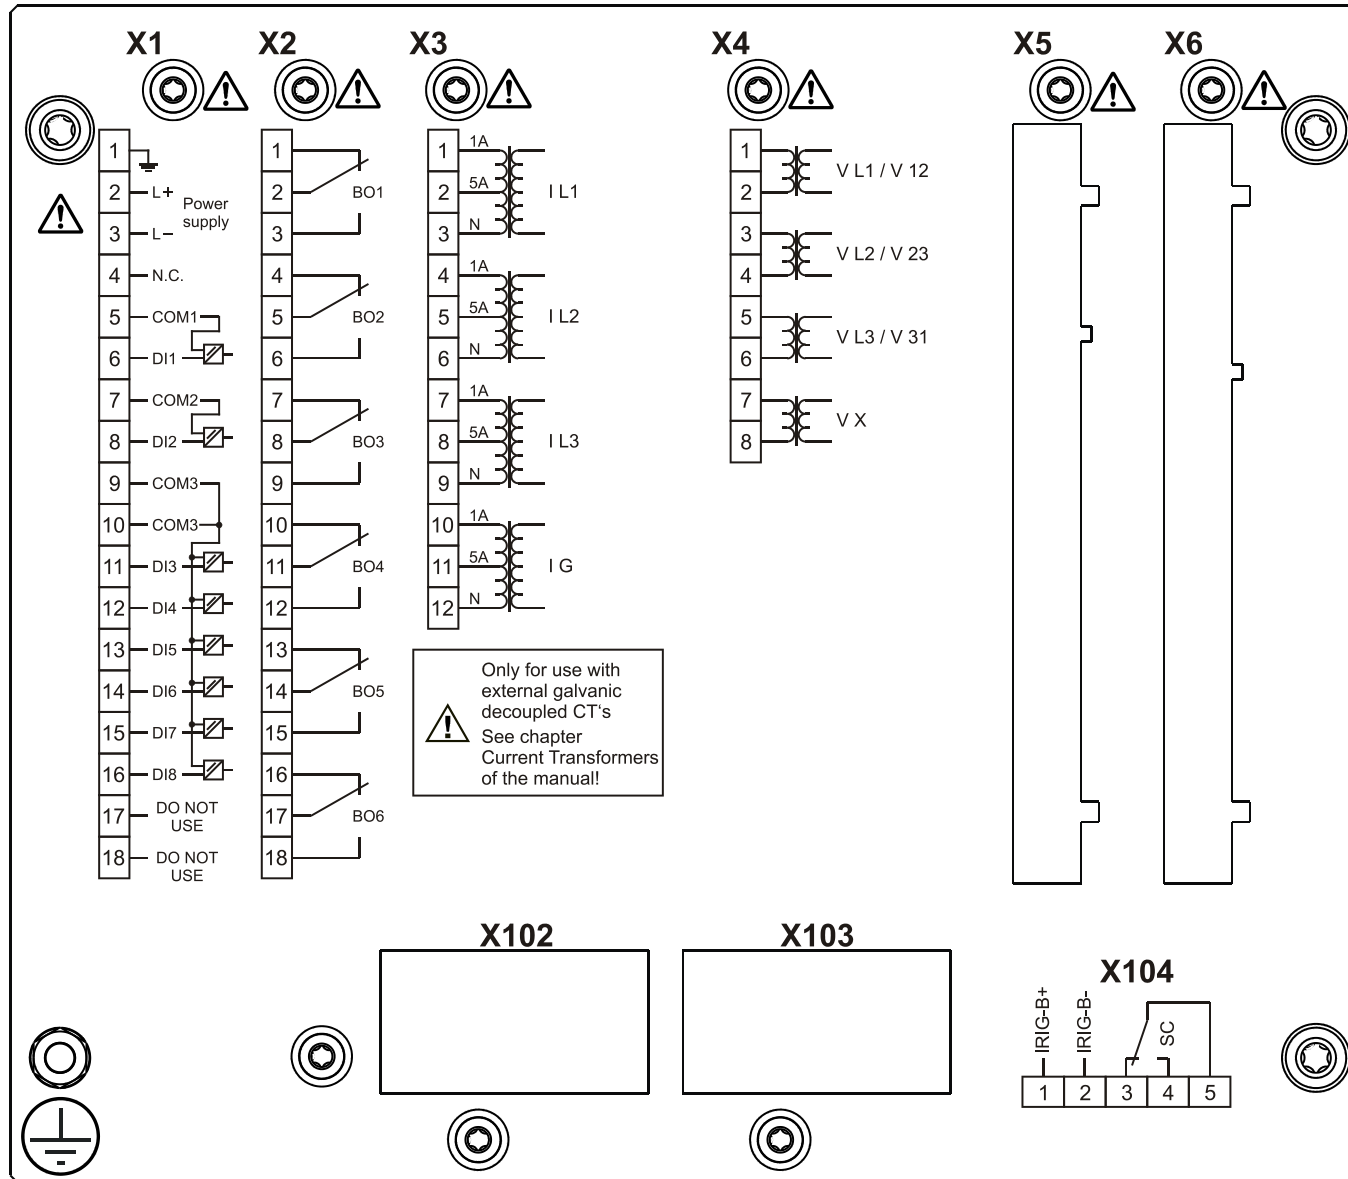 X1
X2
X3
X4
X5
X6
1
2 L+
Power
supply
3 L−
4 N.C.
5 COM1
6 DI1
7 COM2
8 DI2
9 COM3
10 COM3
11 DI3
12 DI4
13 DI5
14 DI6
15 DI7
16 DI8
17 DO NOT
USE
18 DO NOT
USE
1
2 BO1
3
4
5 BO2
6
7
8 BO3
9
10
11 BO4
12
13
14 BO5
15
16
17 BO6
18
1 1A
2 5A I L1
3 N
4 1A
5 5A I L2
6 N
7 1A
8 5A I L3
9 N
10 1A
11 5A I G
12 N
Only for use with
external galvanic
decoupled CT‘s
See chapter
Current Transformers
of the manual!
1
V L1 / V 12
2
3
V L2 / V 23
4
5
V L3 / V 31
6
7
V X
8
X102
X103
X104
IRIG-B+
IRIG-B-
SC
1 2 3 4 5